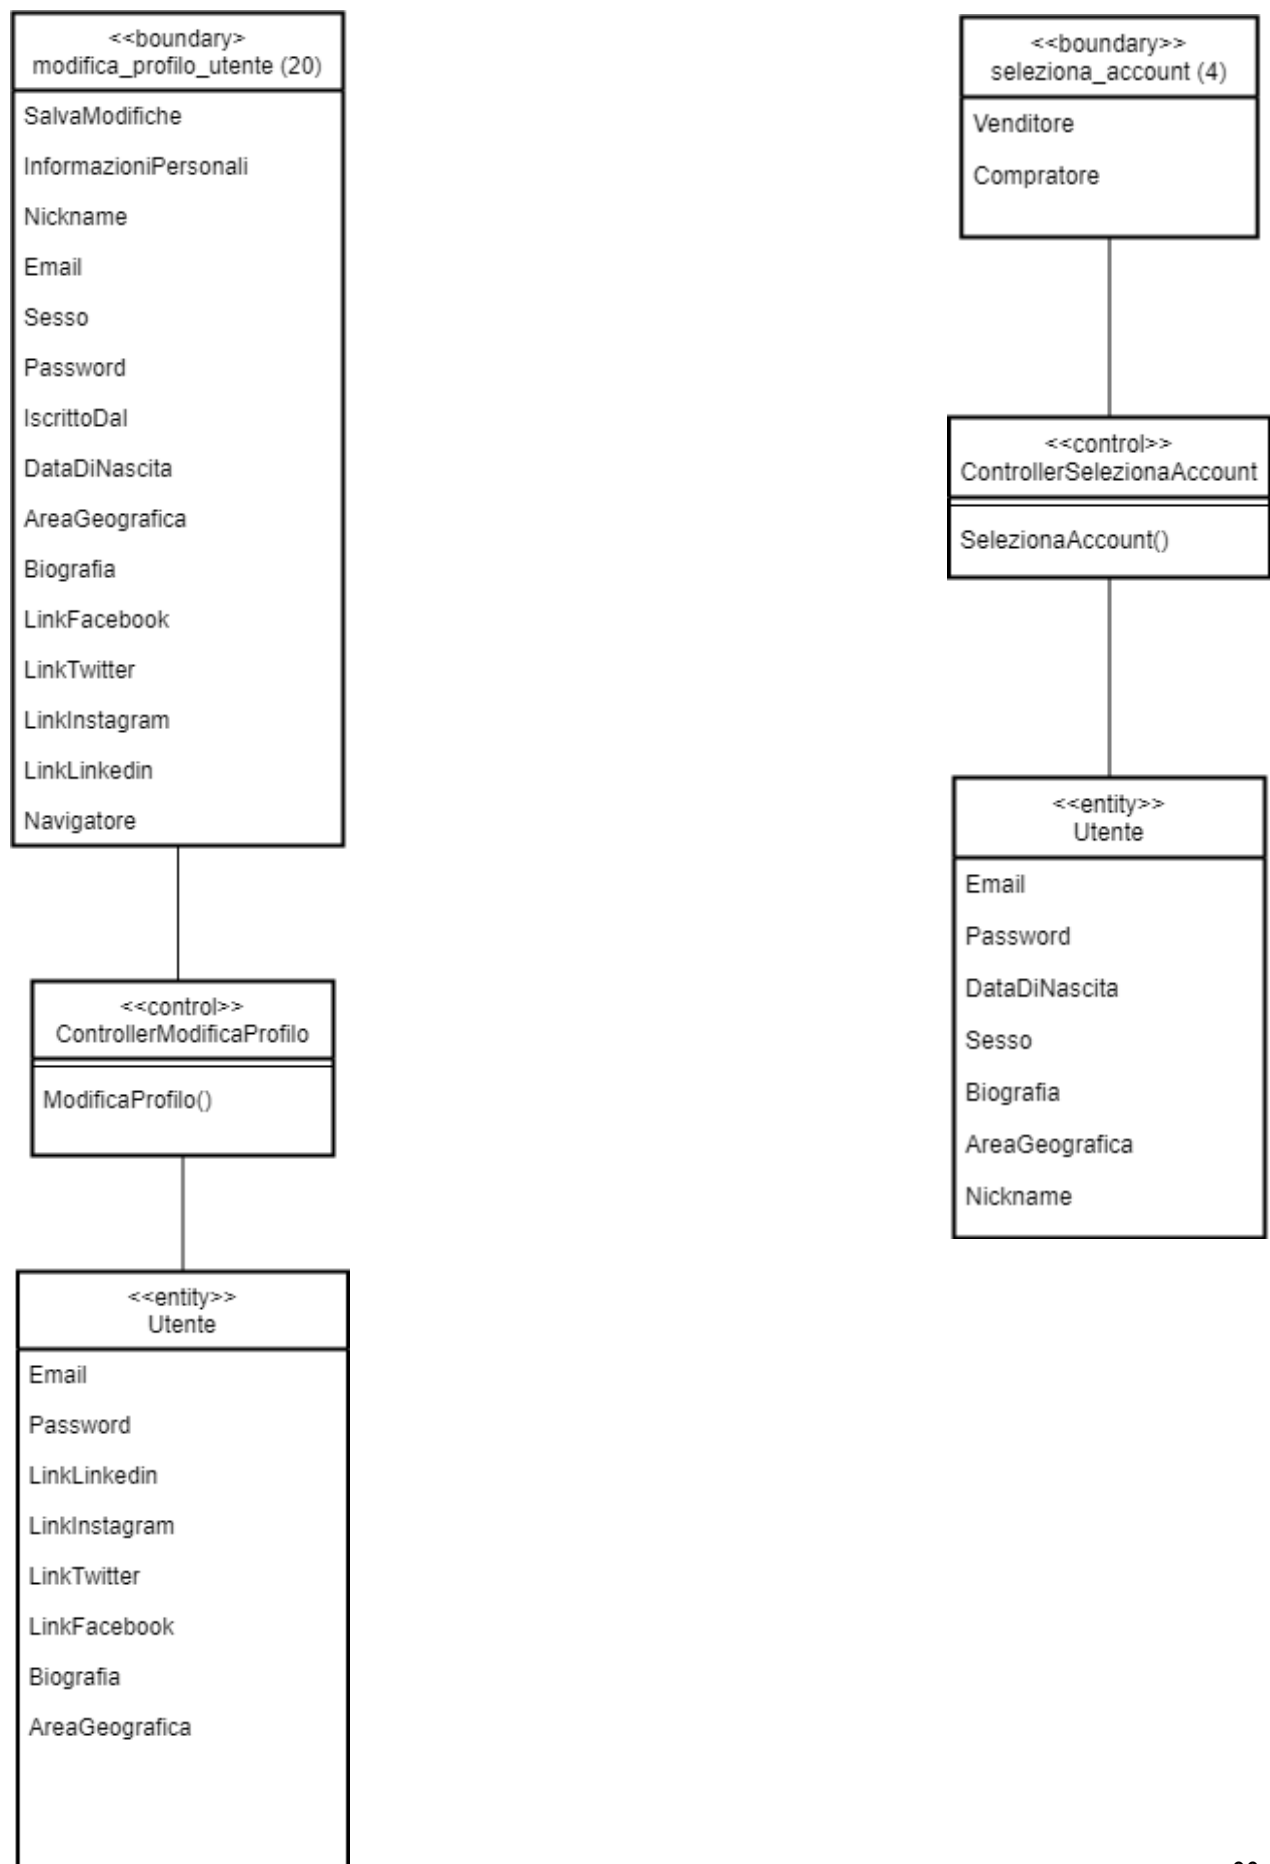 <<boundary>
modifica_profilo_utente (20)
SalvaModifiche
InformazioniPersonali
Nickname
Email
Sesso
Password
IscrittoDal
DataDiNascita
AreaGeografica
Biografia
LinkFacebook
LinkTwitter
LinkInstagram
LinkLinkedin
Navigatore
<<control>>
ControllerModificaProfilo
ModificaProfilo()
<<entity>>
Utente
Email
Password
LinkLinkedin
LinkInstagram
LinkTwitter
LinkFacebook
Biografia
AreaGeografica
<<boundary>>
seleziona_account (4)
Venditore
Compratore
<<control>>
ControllerSelezionaAccount
SelezionaAccount()
<<entity>>
Utente
Email
Password
DataDiNascita
Sesso
Biografia
AreaGeografica
Nickname